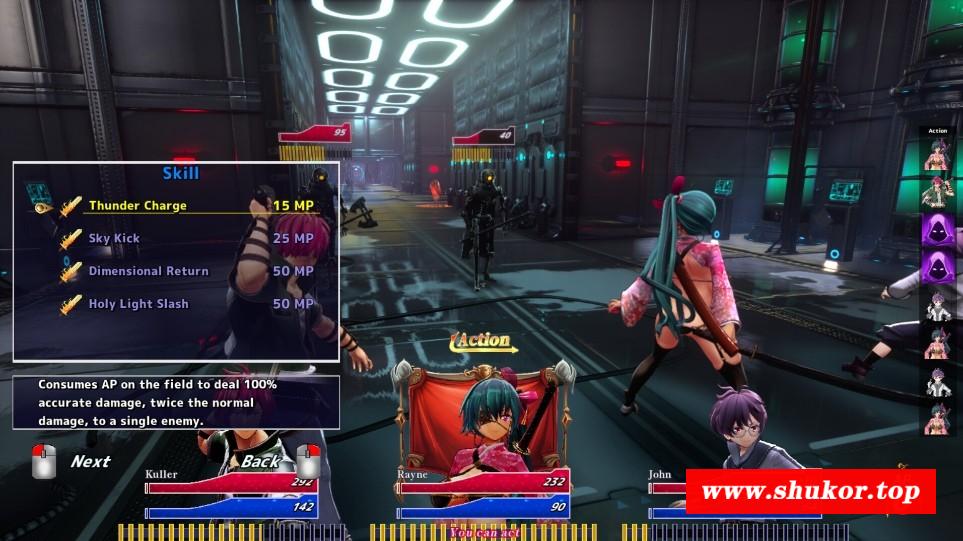 95
40
Action
Skill
Thunder Charge 15 MP
Sky Kick 25 MP
Dimensional Return 50 MP
Holy Light Slash 50 MP
Action
Consumes AP on the field to deal 100%
accurate damage, twice the normal
damage, to a single enemy.
Next
Back
Kuller
292
142
Rayne
232
90
John
www.shukor.top
You can act